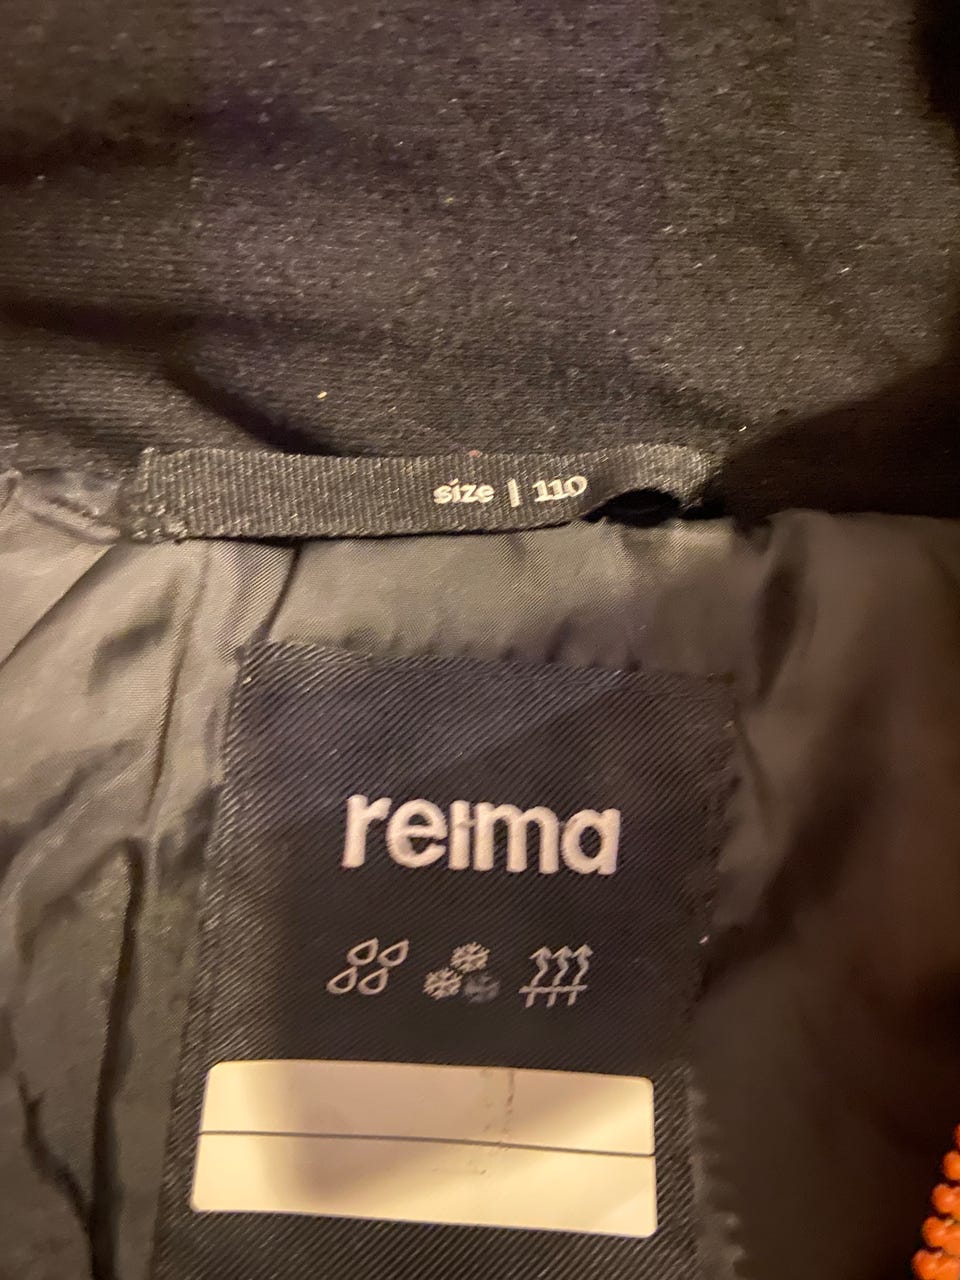 size | 110
reima